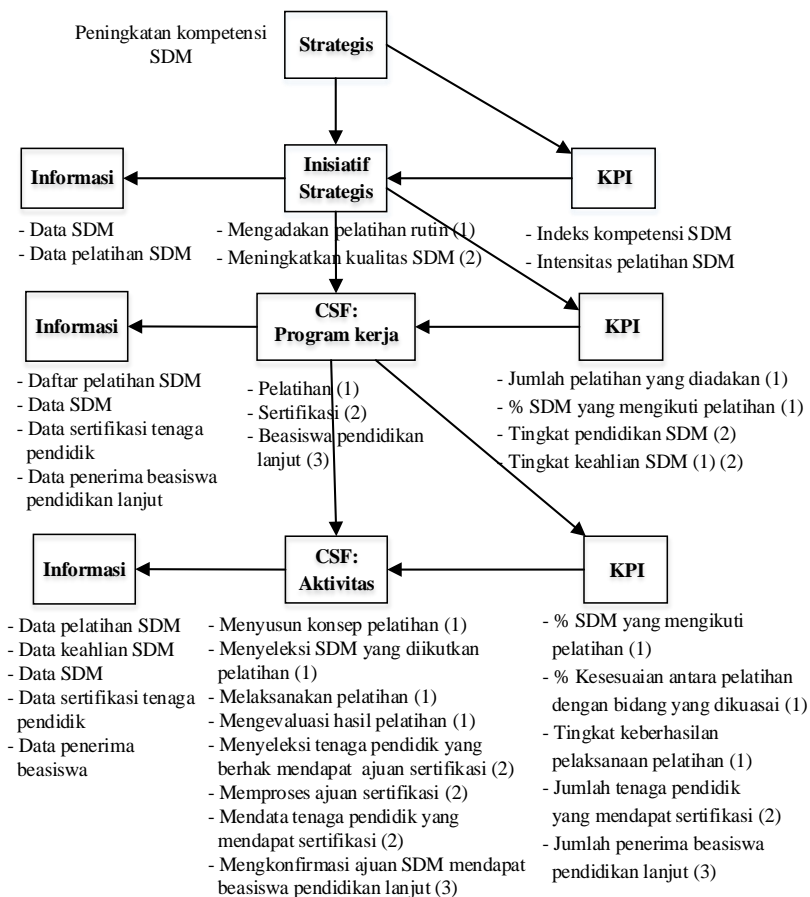 Peningkatan kompetensi
SDM
Strategis
Informasi
Inisiatif
Strategis
KPI
- Data SDM
- Data pelatihan SDM
- Mengadakan pelatihan rutin (1)
- Meningkatkan kualitas SDM (2)
- Indeks kompetensi SDM
- Intensitas pelatihan SDM
Informasi
CSF:
Program kerja
KPI
- Daftar pelatihan SDM
- Data SDM
- Data sertifikasi tenaga
pendidik
- Data penerima beasiswa
pendidikan lanjut
- Pelatihan (1)
- Sertifikasi (2)
- Beasiswa pendidikan
lanjut (3)
- Jumlah pelatihan yang diadakan (1)
- % SDM yang mengikuti pelatihan (1)
- Tingkat pendidikan SDM (2)
- Tingkat keahlian SDM (1) (2)
Informasi
CSF:
Aktivitas
KPI
- Data pelatihan SDM
- Data keahlian SDM
- Data SDM
- Data sertifikasi tenaga
pendidik
- Data penerima
beasiswa
- Menyusun konsep pelatihan (1)
- Menyeleksi SDM yang diikutkan
pelatihan (1)
- Melaksanakan pelatihan (1)
- Mengevaluasi hasil pelatihan (1)
- Menyeleksi tenaga pendidik yang
berhak mendapat ajuan sertifikasi (2)
- Memproses ajuan sertifikasi (2)
- Mendata tenaga pendidik yang
mendapat sertifikasi (2)
- Mengkonfirmasi ajuan SDM mendapat
beasiswa pendidikan lanjut (3)
- % SDM yang mengikuti
pelatihan (1)
- % Kesesuaian antara pelatihan
dengan bidang yang dikuasai (1)
- Tingkat keberhasilan
pelaksanaan pelatihan (1)
- Jumlah tenaga pendidik
yang mendapat sertifikasi (2)
- Jumlah penerima beasiswa
pendidikan lanjut (3)